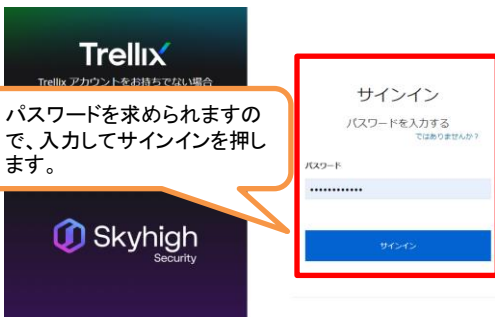 Trellix
Trellix アカウントをお持ちでない場合
パスワードを求められますの
で、入力してサインインを押し
ます。
Skyhigh
Security
サインイン
パスワードを入力する
ではありませんか?
パスワード
••••••••••••
サインイン